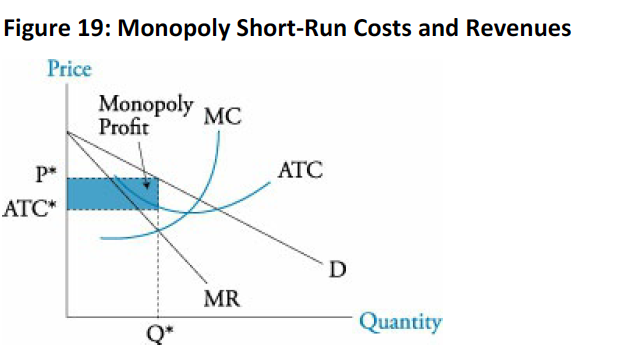 Figure 19: Monopoly Short-Run Costs and Revenues
Price
Monopoly
Profit
MC
P*
ATC
ATC*
D
MR
Quantity
Q*